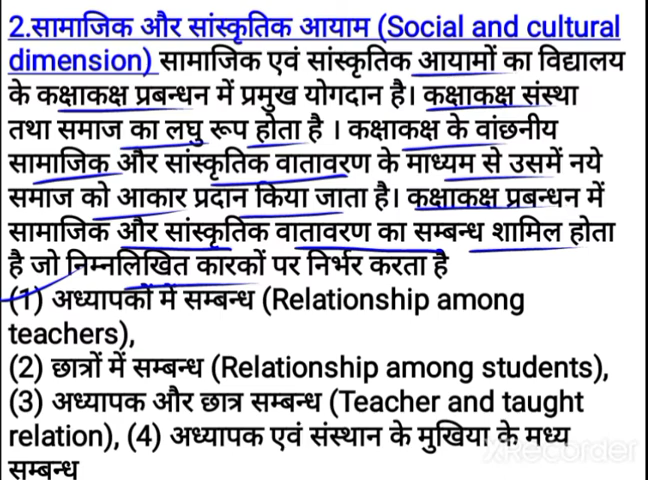 2.सामाजिक और सांस्कृतिक आयाम (Social and cultural
dimension) सामाजिक एवं सांस्कृतिक आयामों का विद्यालय
के कक्षाकक्ष प्रबन्धन में प्रमुख योगदान है। कक्षाकक्ष संस्था
तथा समाज का लघु रूप होता है । कक्षाकक्ष के वांछनीय
सामाजिक और सांस्कृतिक वातावरण के माध्यम से उसमें नये
समाज को आकार प्रदान किया जाता है। कक्षाकक्ष प्रबन्धन में
सामाजिक और सांस्कृतिक वातावरण का सम्बन्ध शामिल होता
है जो निम्नलिखित कारकों पर निर्भर करता है
(1) अध्यापकों में सम्बन्ध (Relationship among
teachers),
(2) छात्रों में सम्बन्ध (Relationship among students),
(3) अध्यापक और छात्र सम्बन्ध (Teacher and taught
relation), (4) अध्यापक एवं संस्थान के मुखिया के मध्य
सम्बन्ध
XRecorder